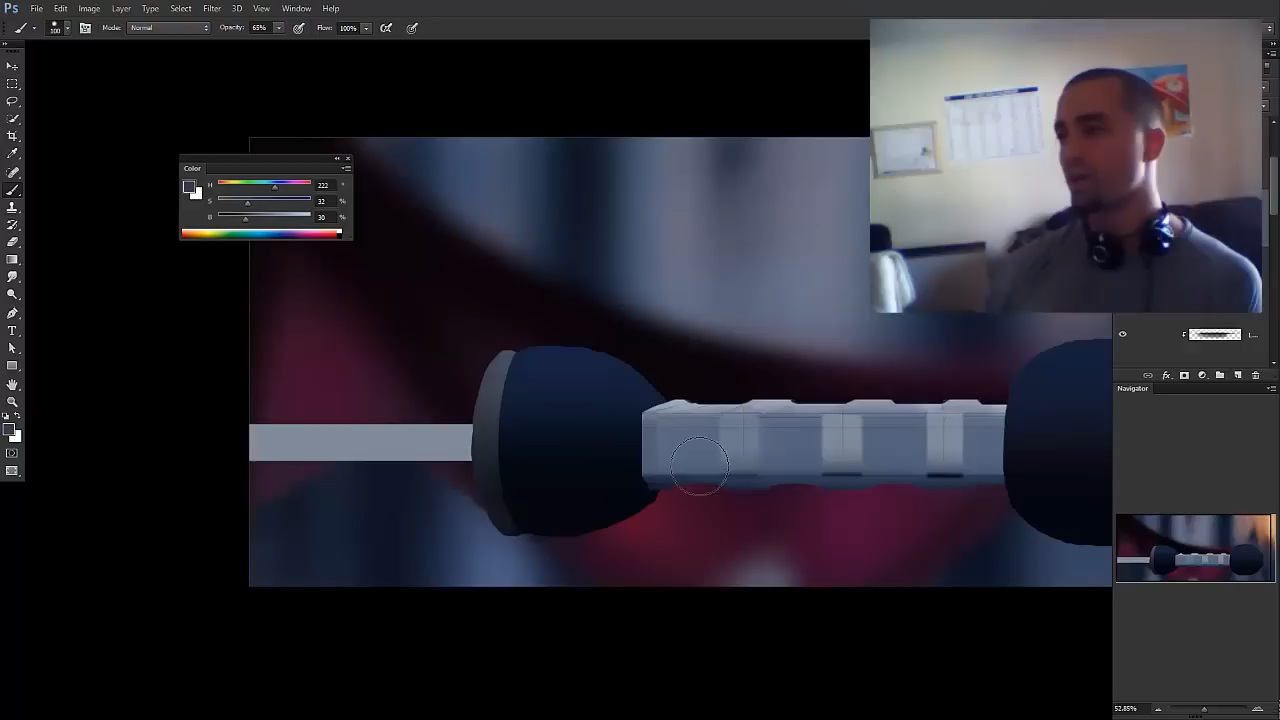 Ps File Edit Image Layer Type Select Filter 3D View Window Help
100 Mode: Normal Opacity: 65% Flow: 100%
Color
H 222 °
S 32 %
B 30 %
L...
Navigator
52.85%